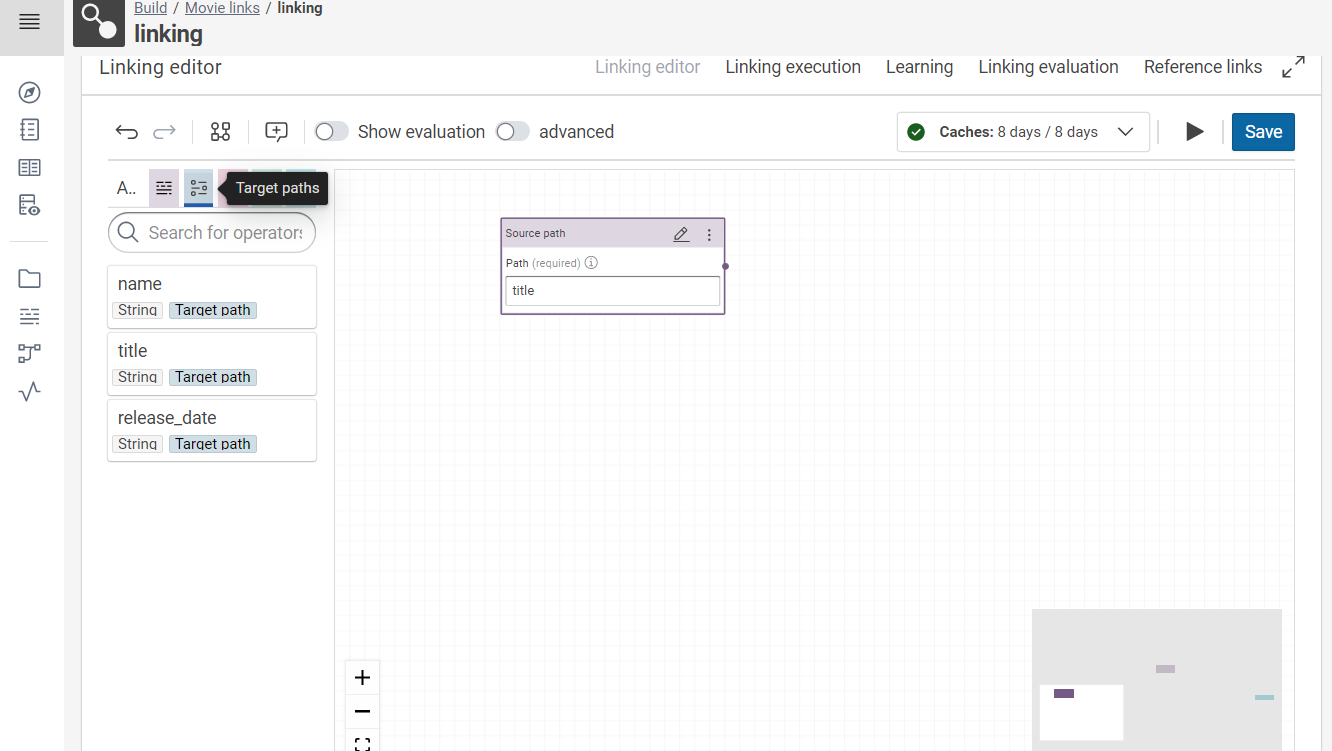 Build / Movie links / linking
linking
Linking editor
Linking editor Linking execution Learning Linking evaluation Reference links
Show evaluation advanced
Caches: 8 days / 8 days
Save
A..
Target paths
Search for operators
name
String Target path
title
String Target path
release_date
String Target path
Source path
Path (required)
title